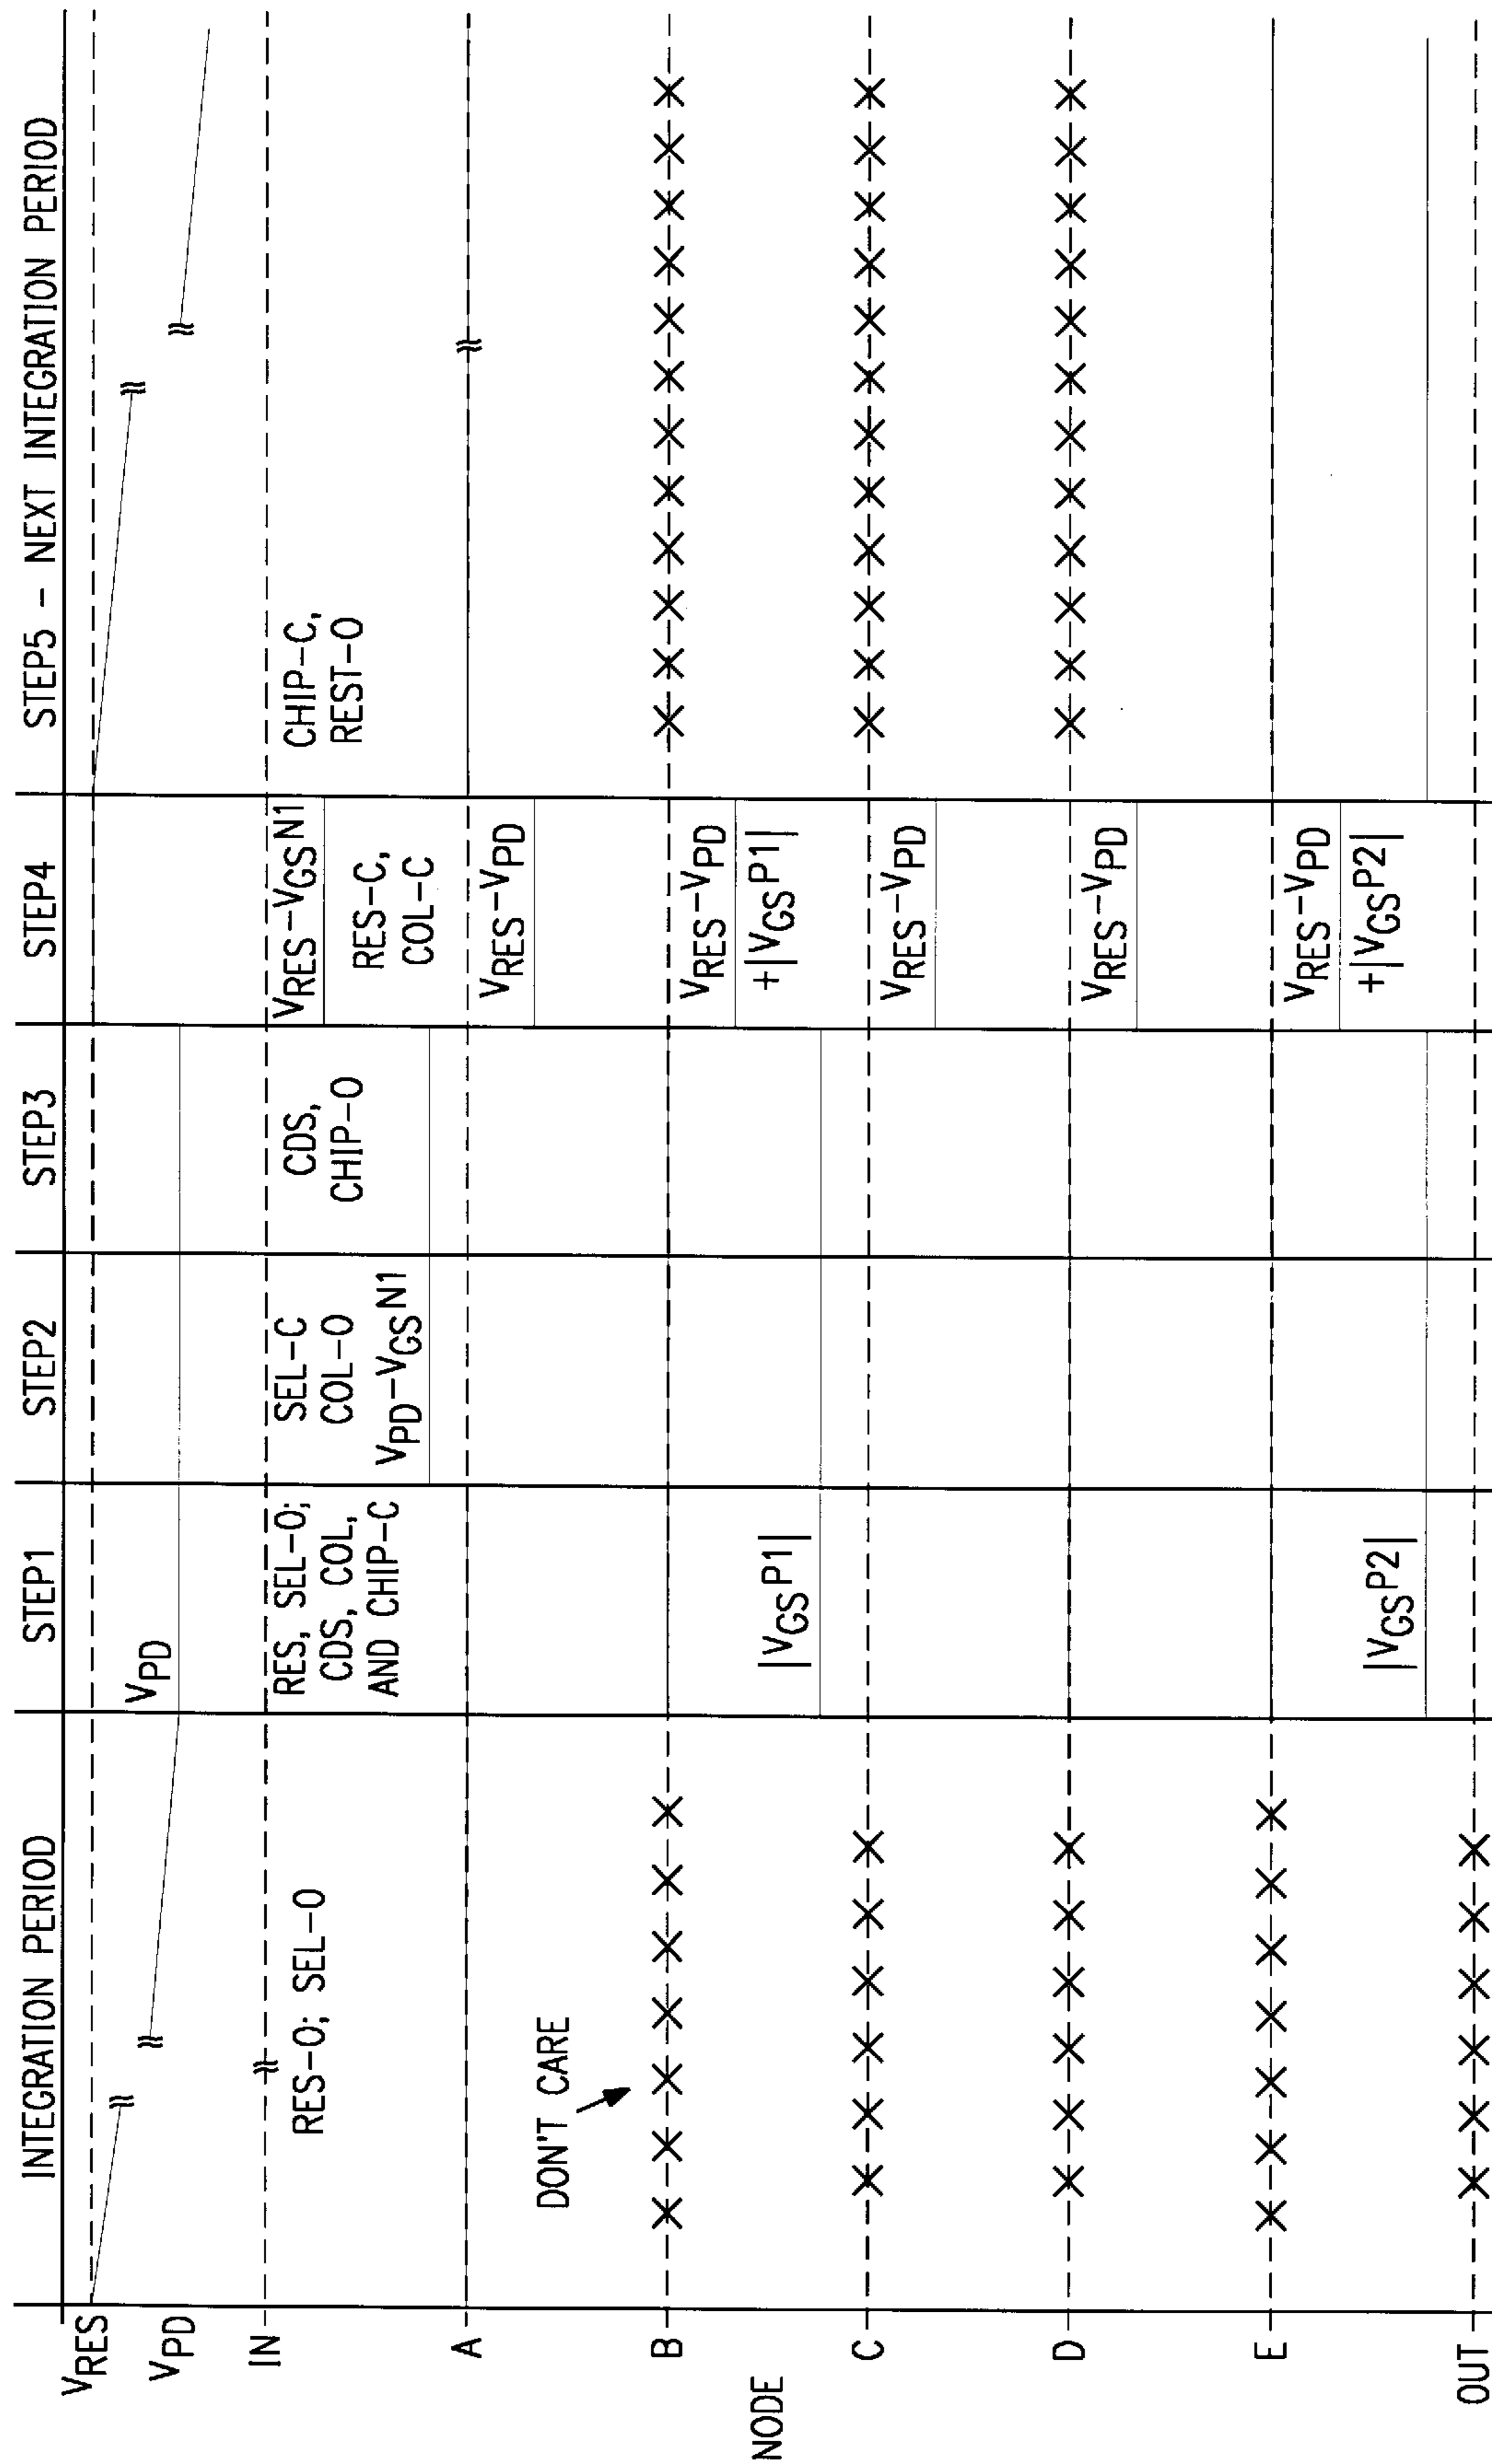 INTEGRATION PERIOD
STEP1
STEP2
STEP3
STEP4
STEP5 – NEXT INTEGRATION PERIOD
VRES
VPD
VPD
IN
RES-O; SEL-O
RES, SEL-O;
CDS, COL,
AND CHIP-C
SEL-C
COL-O
VPD-VGSN1
CDS,
CHIP-O
VRES-VGSN1
RES-C,
COL-C
CHIP-C,
REST-O
A
DON'T CARE
VRES-VPD
B
|VGSP1|
VRES-VPD
+|VGSP1|
NODE
C
VRES-VPD
D
VRES-VPD
E
|VGSP2|
VRES-VPD
+|VGSP2|
OUT